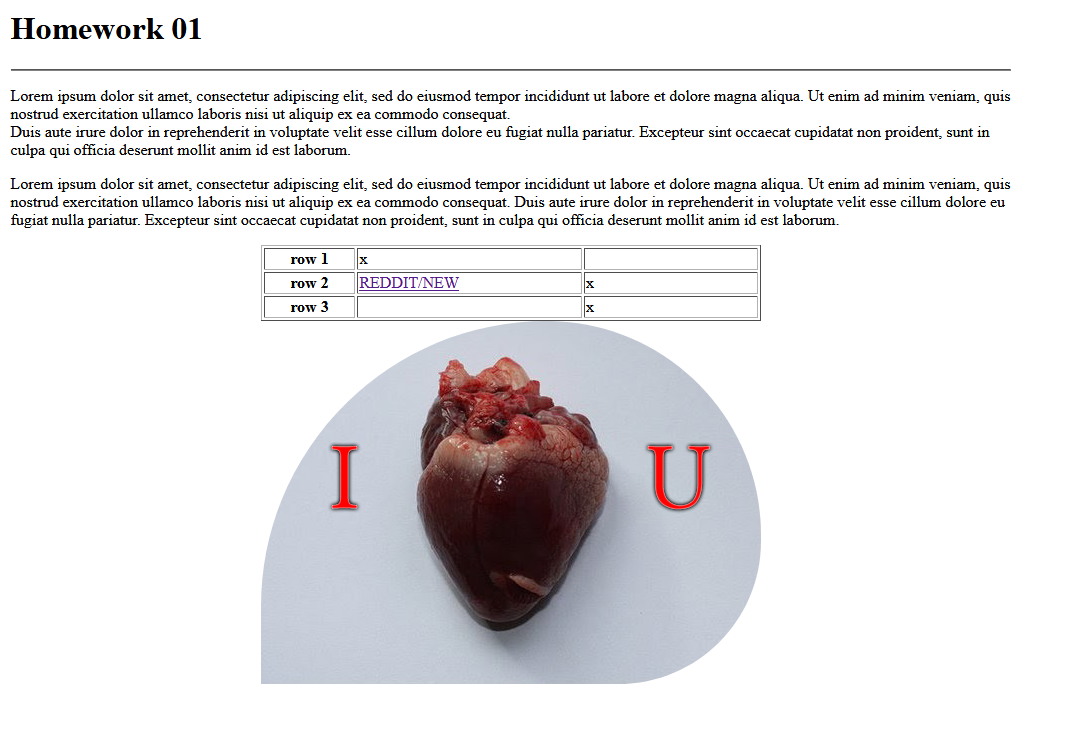 Homework 01
Lorem ipsum dolor sit amet, consectetur adipiscing elit, sed do eiusmod tempor incididunt ut labore et dolore magna aliqua. Ut enim ad minim veniam, quis
nostrud exercitation ullamco laboris nisi ut aliquip ex ea commodo consequat.
Duis aute irure dolor in reprehenderit in voluptate velit esse cillum dolore eu fugiat nulla pariatur. Excepteur sint occaecat cupidatat non proident, sunt in
culpa qui officia deserunt mollit anim id est laborum.
Lorem ipsum dolor sit amet, consectetur adipiscing elit, sed do eiusmod tempor incididunt ut labore et dolore magna aliqua. Ut enim ad minim veniam, quis
nostrud exercitation ullamco laboris nisi ut aliquip ex ea commodo consequat. Duis aute irure dolor in reprehenderit in voluptate velit esse cillum dolore eu
fugiat nulla pariatur. Excepteur sint occaecat cupidatat non proident, sunt in culpa qui officia deserunt mollit anim id est laborum.
row 1 x
row 2 REDDIT/NEW x
row 3 x
I U